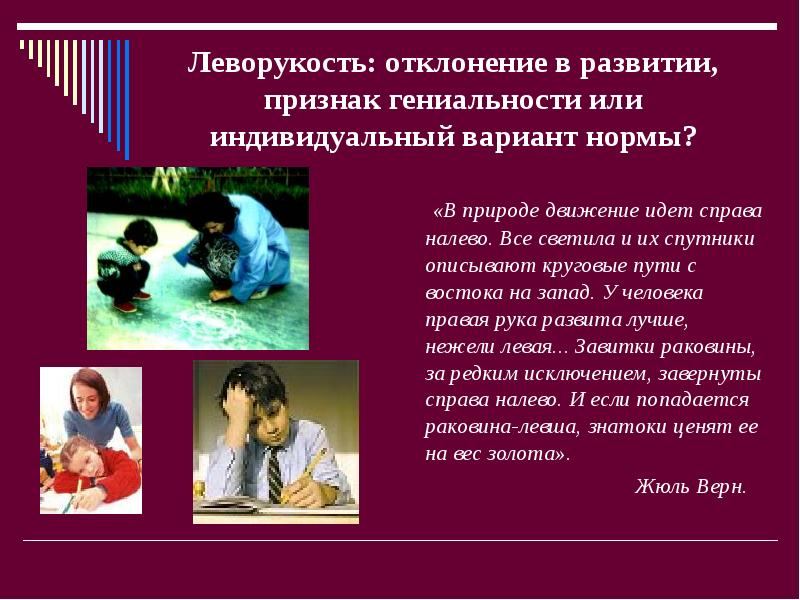 Леворукость: отклонение в развитии,
признак гениальности или
индивидуальный вариант нормы?
«В природе движение идет справа
налево. Все светила и их спутники
описывают круговые пути с
востока на запад. У человека
правая рука развита лучше,
нежели левая... Завитки раковины,
за редким исключением, завернуты
справа налево. И если попадается
раковина-левша, знатоки ценят ее
на вес золота».
Жюль Верн.